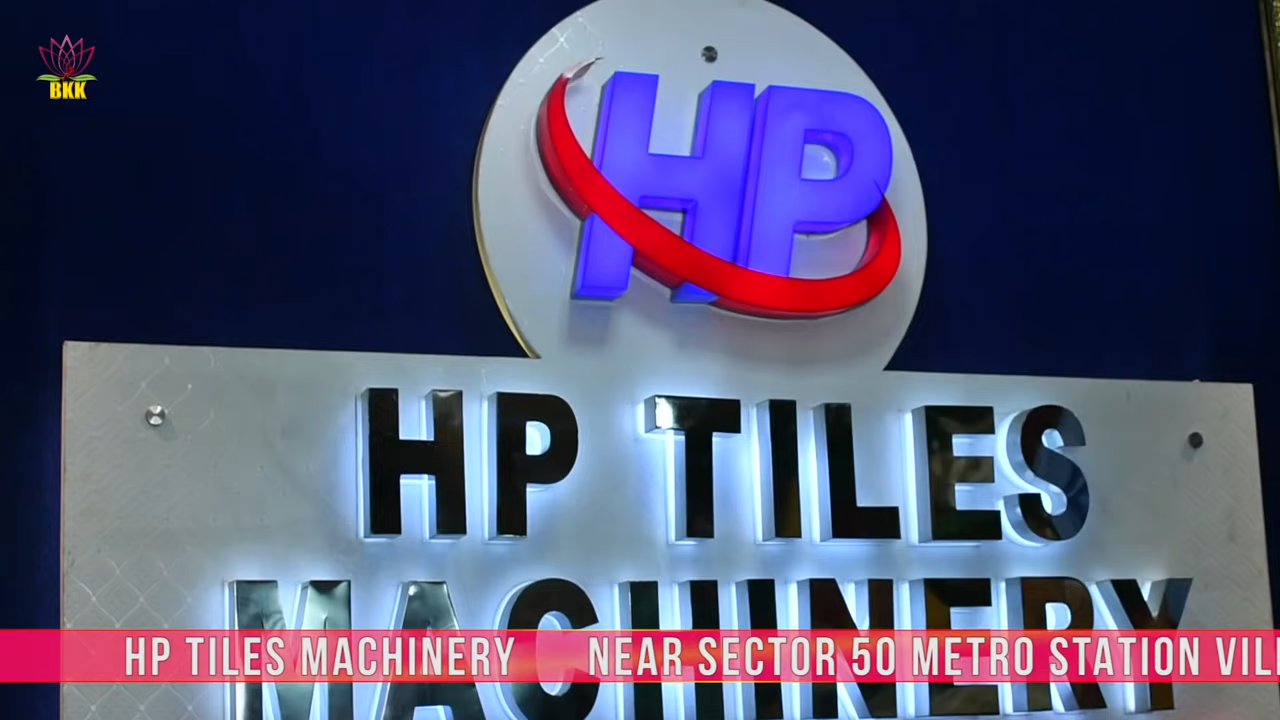 BKK
HP
HP TILES
MACHINERY
HP TILES MACHINERY NEAR SECTOR 50 METRO STATION